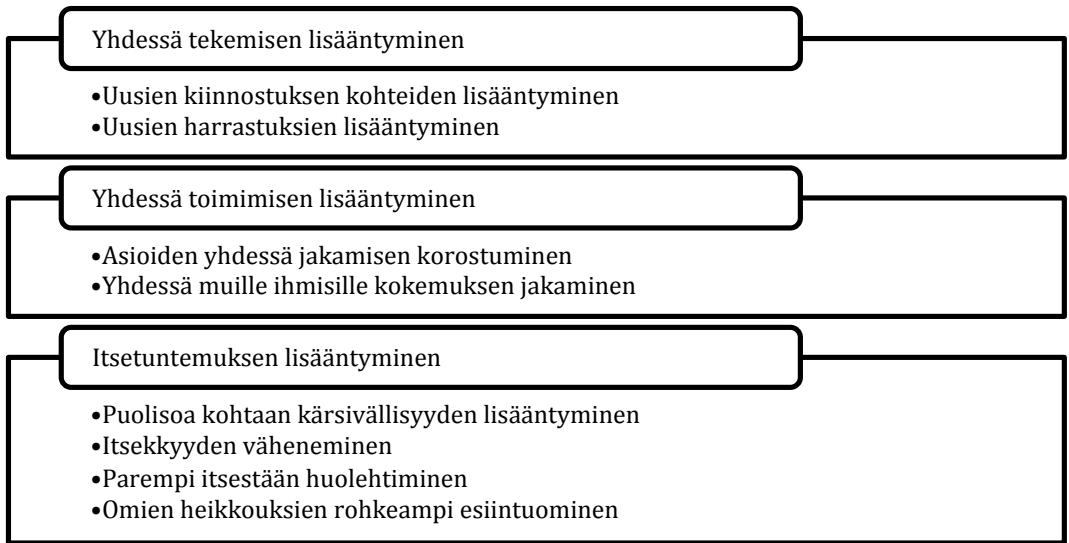 Yhdessä tekemisen lisääntyminen
•Uusien kiinnostuksen kohteiden lisääntyminen
•Uusien harrastuksien lisääntyminen
Yhdessä toimimisen lisääntyminen
•Asioiden yhdessä jakamisen korostuminen
•Yhdessä muille ihmisille kokemuksen jakaminen
Itsetuntemuksen lisääntyminen
•Puolisoa kohtaan kärsivällisyyden lisääntyminen
•Itsekkyyden väheneminen
•Parempi itsestään huolehtiminen
•Omien heikkouksien rohkeampi esiintuominen